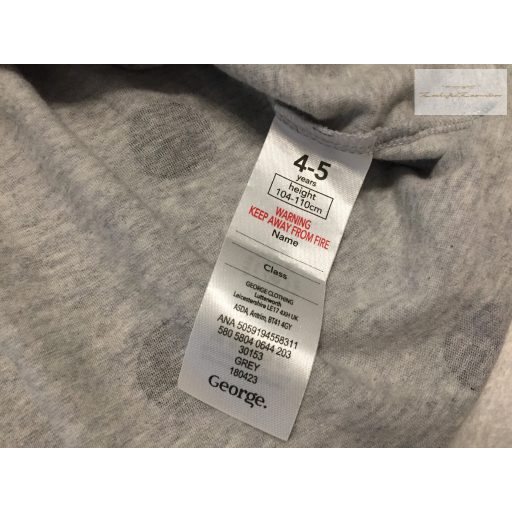 4-5
years
height
104-110cm
WARNING
KEEP AWAY FROM FIRE
Name
Class
GEORGE CLOTHING
Lutterworth
Leicestershire LE17 4XH UK
ASDA, Antrim, BT41 4GY
ANA 5059194558311
580 5804 0644 203
30153
GREY
180423
George.